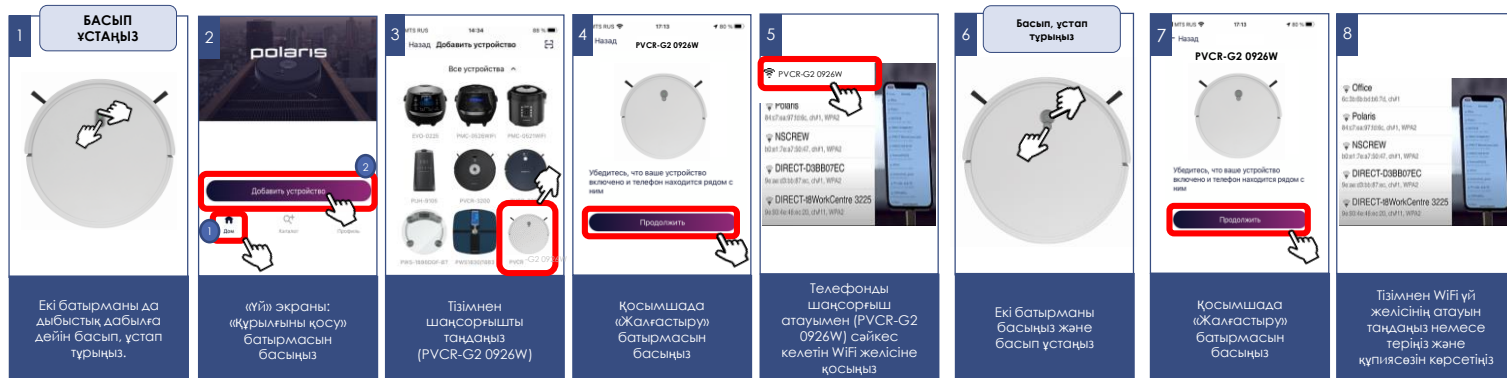 1
БАСЫП
ҰСТАҢЫЗ
Екі батырманы да
дыбыстық дабылға
дейін басып, ұстап
тұрыңыз.
2
polaris
2
Добавить устройство
1
Дом
Каталог
Профиль
«Үй» экраны:
«Құрылғыны қосу»
батырмасын
басыңыз
3
MTS RUS 14:34 88 %
Назад Добавить устройство
Все устройства
EVO-0225 PMC-0526WiFi PMC-0521WiFi
PUH-9105 PVCR-3200
PVCR -G2 0926W
Тізімнен
шаңсорғышты
таңдаңыз
(PVCR-G2 0926W)
4
MTS RUS 17:13 80 %
Назад
PVCR-G2 0926W
Убедитесь, что ваше устройство
включено и телефон находится рядом с
ним
Продолжить
Қосымшада
«Жалғастыру»
батырмасын
басыңыз
5
PVCR-G2 0926W
Polaris
NSCREW
DIRECT-D3BB07EC
DIRECT-t8WorkCentre 3225
Телефонды
шаңсорғыш
атауымен (PVCR-G2
0926W) сәйкес
келетін WiFi желісіне
қосыңыз
6
Басып, ұстап
тұрыңыз
Екі батырманы
басыңыз және
басып ұстаңыз
7
MTS RUS 17:13 80 %
Назад
PVCR-G2 0926W
Убедитесь, что ваше устройство
включено и телефон находится рядом с
ним
Продолжить
Қосымшада
«Жалғастыру»
батырмасын
басыңыз
8
Office
Polaris
NSCREW
DIRECT-D3BB07EC
DIRECT-t8WorkCentre 3225
Тізімнен WiFi үй
желісінің атауын
таңдаңыз немесе
теріңіз және
құпиясөзін көрсетіңіз